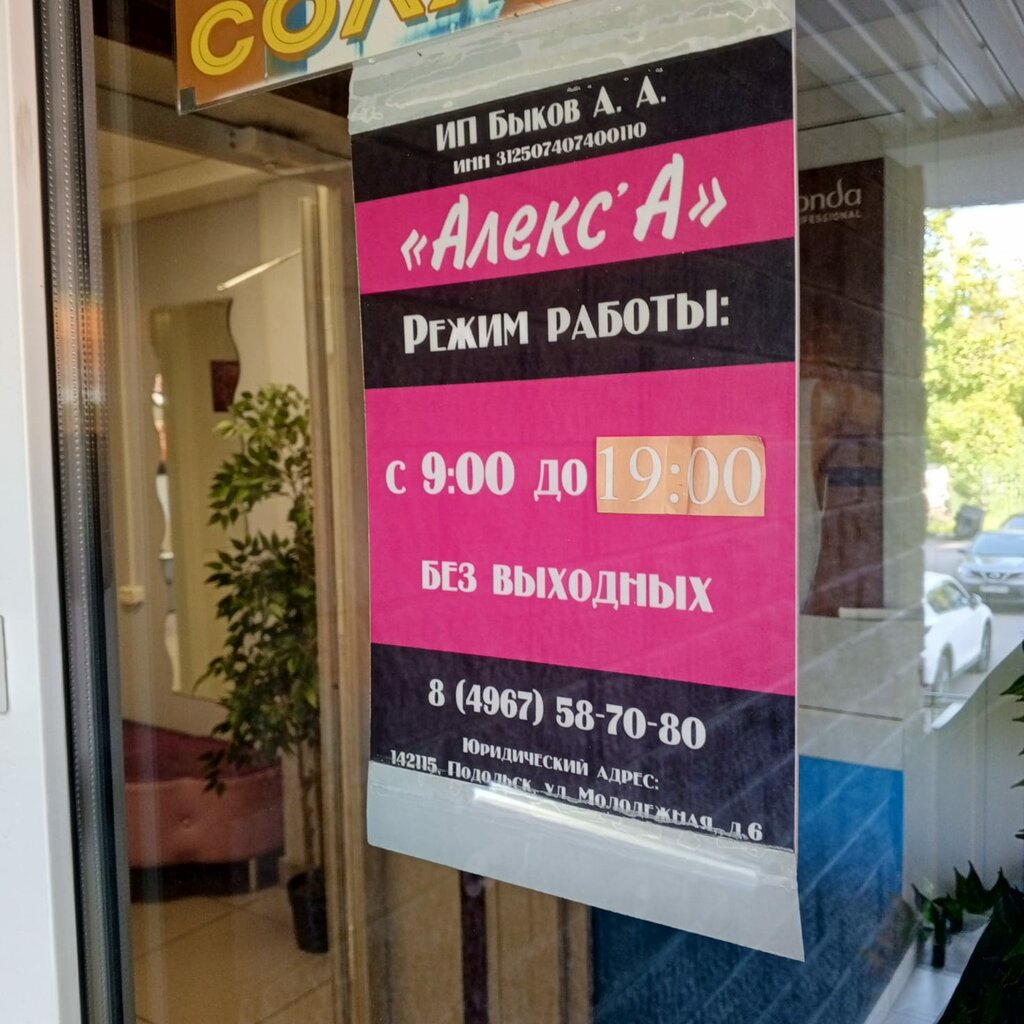 ИП Быков А. А.
ИНН 312507407400110
«Алекс'А»
Режим работы:
с 9:00 до 19:00
без выходных
8 (4967) 58-70-80
Юридический адрес:
142115, Подольск, ул Молодежная, д.6